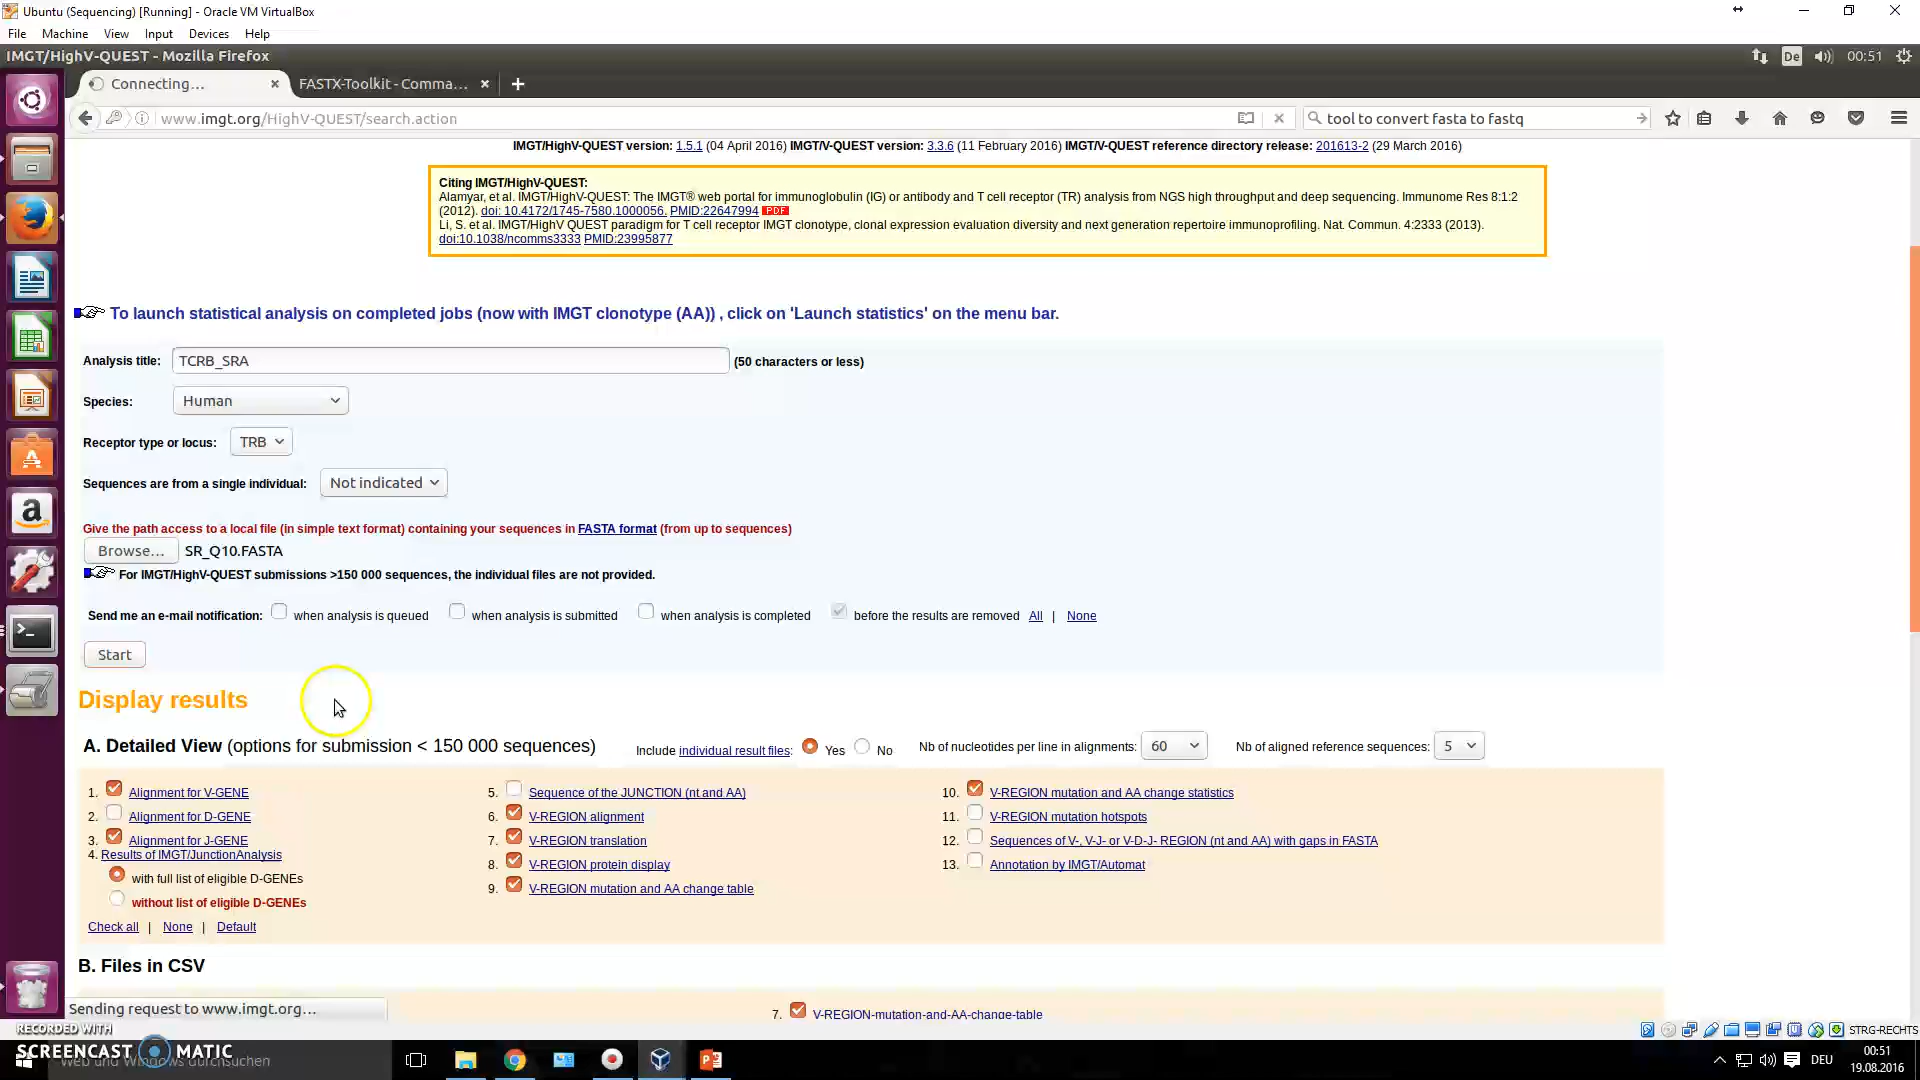 Ubuntu (Sequencing) [Running] - Oracle VM VirtualBox
File Machine View Input Devices Help
IMGT/HighV-QUEST - Mozilla Firefox
De 00:51
Connecting… FASTX-Toolkit - Comma…
www.imgt.org/HighV-QUEST/search.action
tool to convert fasta to fastq
IMGT/HighV-QUEST version: 1.5.1 (04 April 2016) IMGT/V-QUEST version: 3.3.6 (11 February 2016) IMGT/V-QUEST reference directory release: 201613-2 (29 March 2016)
Citing IMGT/HighV-QUEST:
Alamyar, et al. IMGT/HighV-QUEST: The IMGT® web portal for immunoglobulin (IG) or antibody and T cell receptor (TR) analysis from NGS high throughput and deep sequencing. Immunome Res 8:1:2
(2012). doi: 10.4172/1745-7580.1000056. PMID:22647994 PDF
Li, S. et al. IMGT/HighV QUEST paradigm for T cell receptor IMGT clonotype, clonal expression evaluation diversity and next generation repertoire immunoprofiling. Nat. Commun. 4:2333 (2013).
doi:10.1038/ncomms3333 PMID:23995877
To launch statistical analysis on completed jobs (now with IMGT clonotype (AA)) , click on 'Launch statistics' on the menu bar.
Analysis title: TCRB_SRA (50 characters or less)
Species: Human
Receptor type or locus: TRB
Sequences are from a single individual: Not indicated
Give the path access to a local file (in simple text format) containing your sequences in FASTA format (from up to sequences)
Browse… SR_Q10.FASTA
For IMGT/HighV-QUEST submissions >150 000 sequences, the individual files are not provided.
Send me an e-mail notification: when analysis is queued when analysis is submitted when analysis is completed before the results are removed All | None
Start
Display results
A. Detailed View (options for submission < 150 000 sequences) Include individual result files: Yes No Nb of nucleotides per line in alignments: 60 Nb of aligned reference sequences: 5
1. Alignment for V-GENE
2. Alignment for D-GENE
3. Alignment for J-GENE
4. Results of IMGT/JunctionAnalysis
with full list of eligible D-GENEs
without list of eligible D-GENEs
5. Sequence of the JUNCTION (nt and AA)
6. V-REGION alignment
7. V-REGION translation
8. V-REGION protein display
9. V-REGION mutation and AA change table
10. V-REGION mutation and AA change statistics
11. V-REGION mutation hotspots
12. Sequences of V-, V-J- or V-D-J- REGION (nt and AA) with gaps in FASTA
13. Annotation by IMGT/Automat
Check all | None | Default
B. Files in CSV
7. V-REGION-mutation-and-AA-change-table
Sending request to www.imgt.org…
STRG-RECHTS
RECORDED WITH
SCREENCAST MATIC
Web und Windows durchsuchen
DEU
00:51
19.08.2016